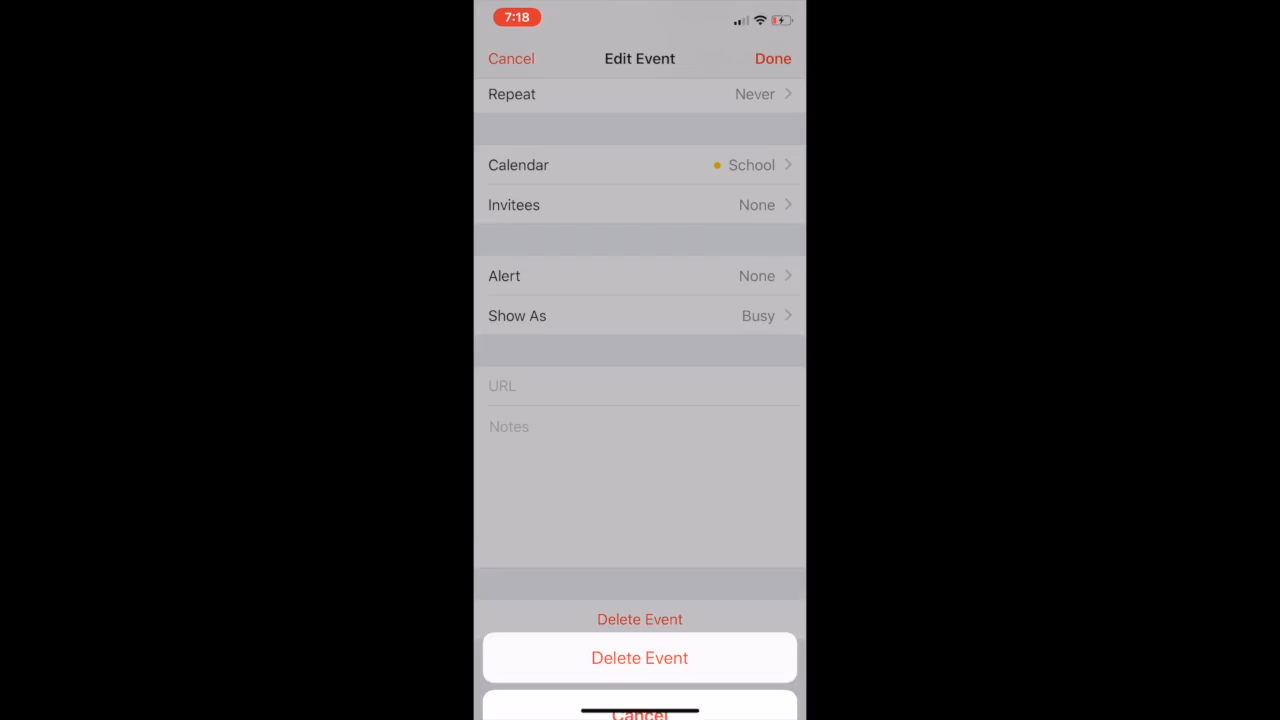 7:18
Cancel Edit Event Done
Repeat Never
Calendar School
Invitees None
Alert None
Show As Busy
URL
Notes
Delete Event
Delete Event
Cancel